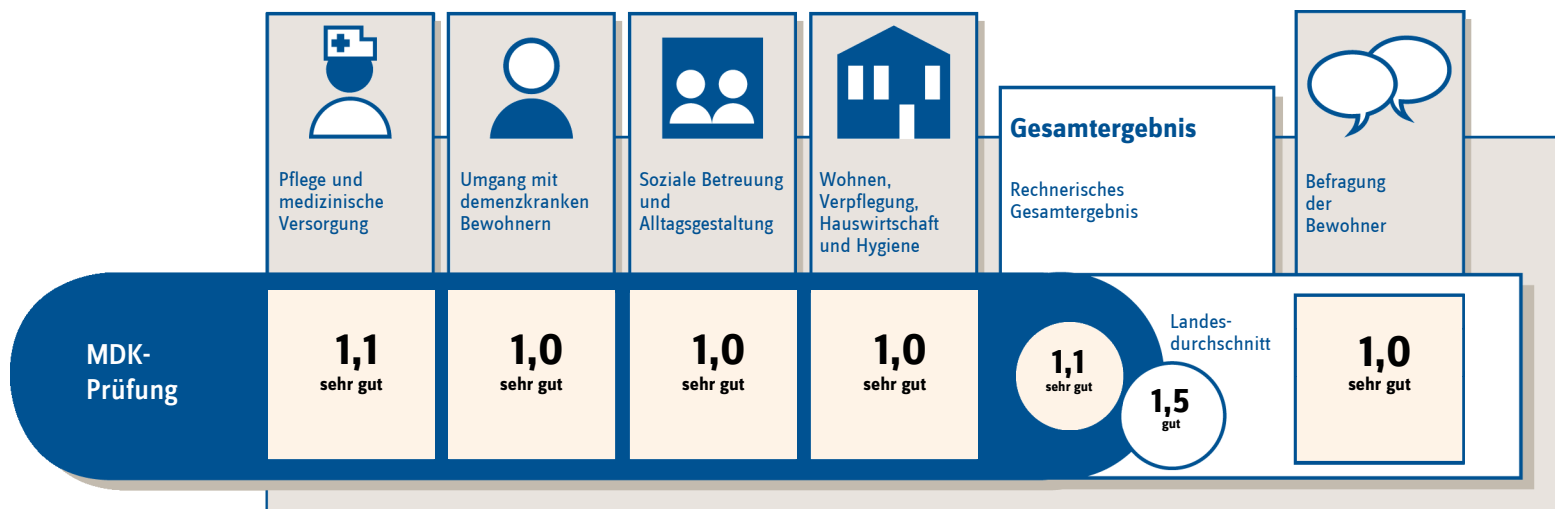 Pflege und
medizinische
Versorgung
Umgang mit
demenzkranken
Bewohnern
Soziale Betreuung
und
Alltagsgestaltung
Wohnen,
Verpflegung,
Hauswirtschaft
und Hygiene
Gesamtergebnis
Rechnerisches
Gesamtergebnis
Befragung
der
Bewohner
MDK-
Prüfung
1,1
sehr gut
1,0
sehr gut
1,0
sehr gut
1,0
sehr gut
1,1
sehr gut
Landes-
durchschnitt
1,5
gut
1,0
sehr gut